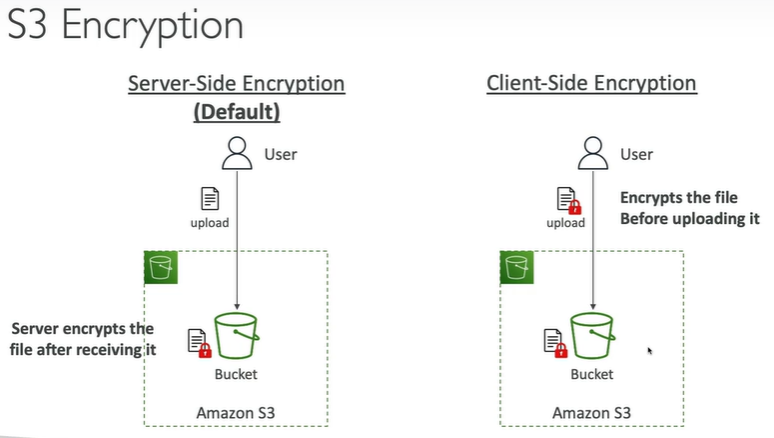 S3 Encryption
Server-Side Encryption
(Default)
User
upload
Server encrypts the
file after receiving it
Bucket
Amazon S3
Client-Side Encryption
User
upload
Encrypts the file
Before uploading it
Bucket
Amazon S3